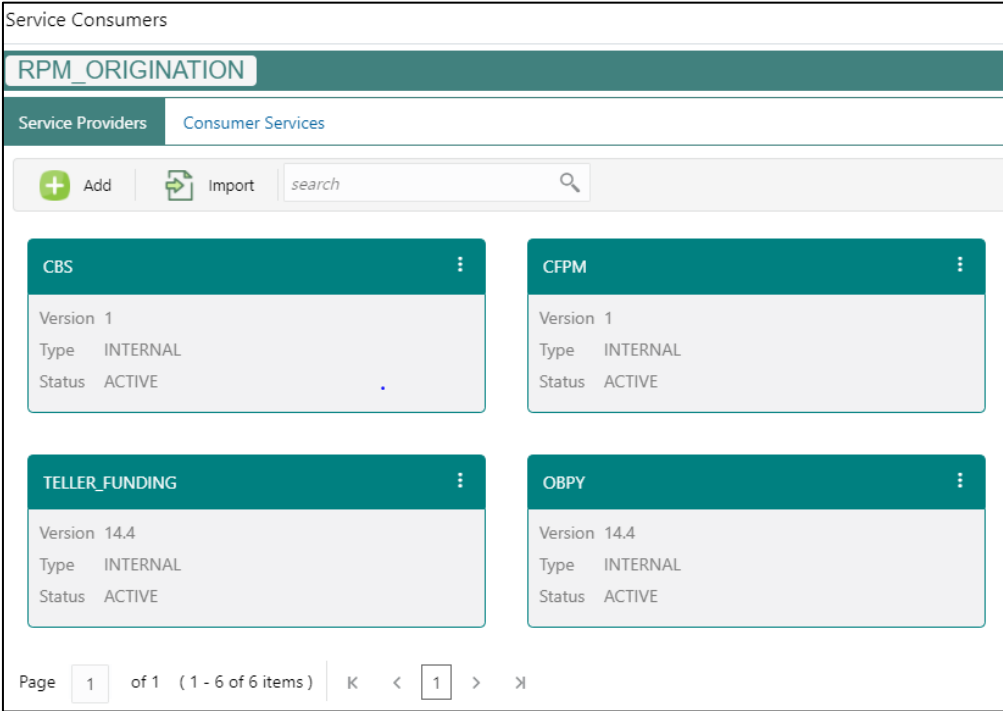 Service Consumers
RPM_ORIGINATION
Service Providers Consumer Services
Add Import search
CBS CFPM
Version 1 Version 1
Type INTERNAL Type INTERNAL
Status ACTIVE Status ACTIVE
TELLER_FUNDING OBPY
Version 14.4 Version 14.4
Type INTERNAL Type INTERNAL
Status ACTIVE Status ACTIVE
Page 1 of 1 ( 1 - 6 of 6 items ) K < 1 > >|